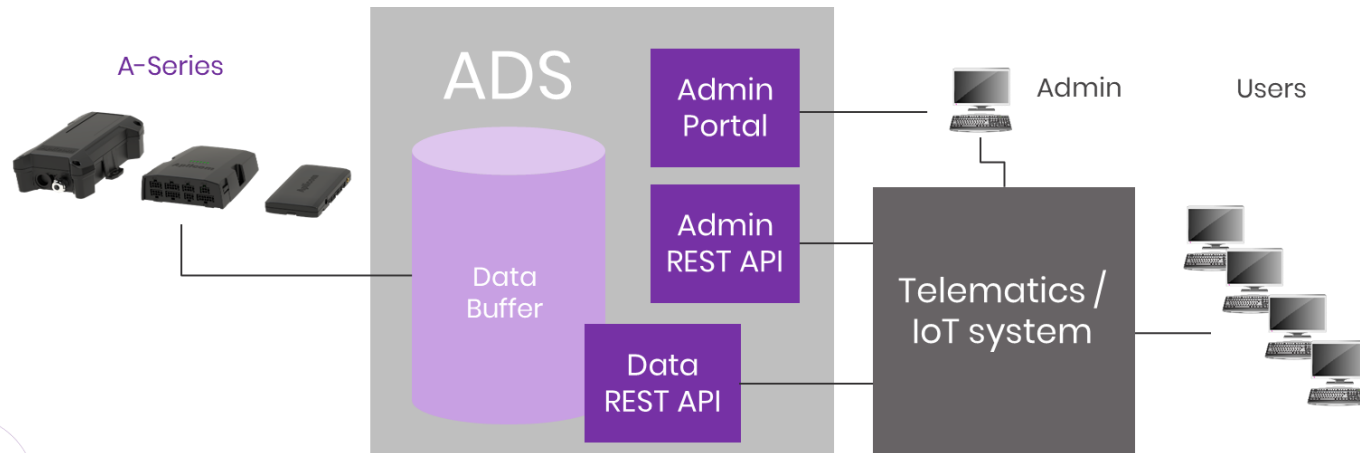 A-Series
ADS
Data
Buffer
Admin
Portal
Admin
REST API
Data
REST API
Admin
Users
Telematics /
IoT system